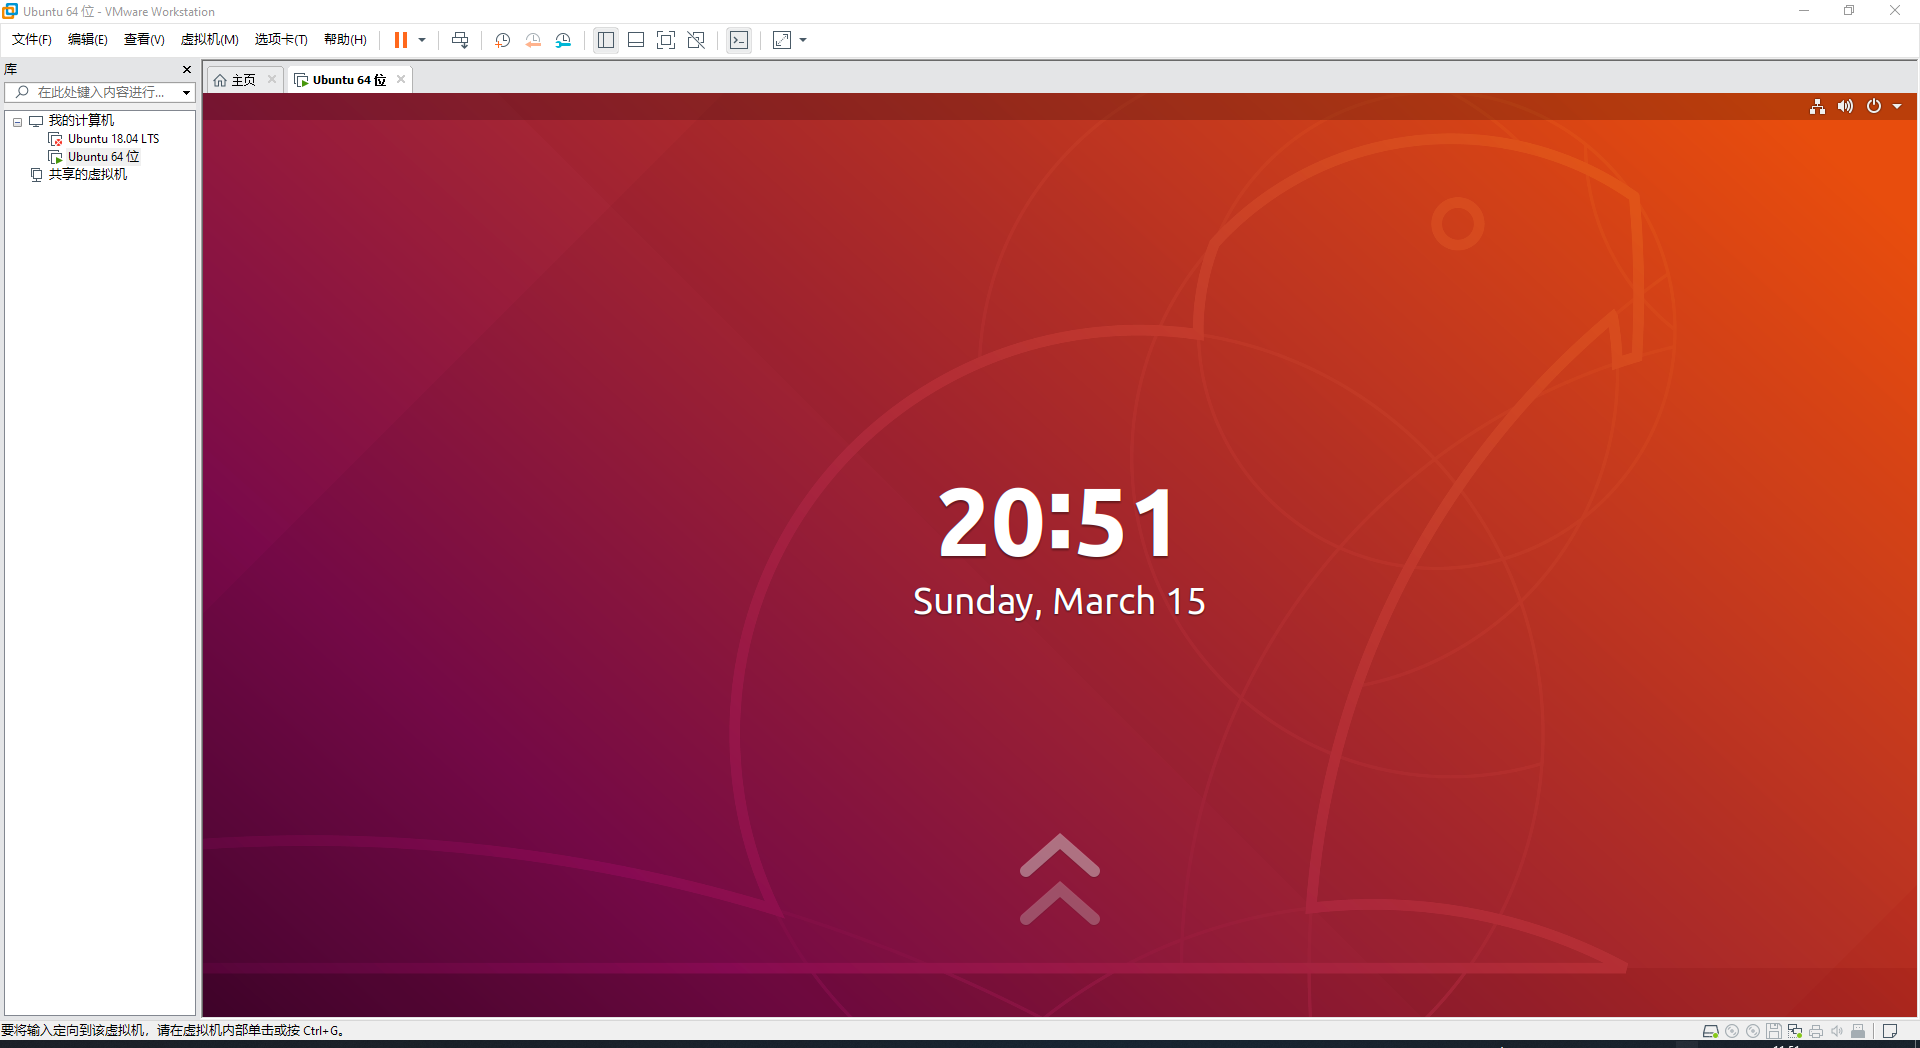 Ubuntu 64 位 - VMware Workstation
文件(F) 编辑(E) 查看(V) 虚拟机(M) 选项卡(T) 帮助(H)
库
在此处键入内容进行...
我的计算机
Ubuntu 18.04 LTS
Ubuntu 64 位
共享的虚拟机
主页
Ubuntu 64 位
20:51
Sunday, March 15
要将输入定向到该虚拟机，请在虚拟机内部单击或按 Ctrl+G。